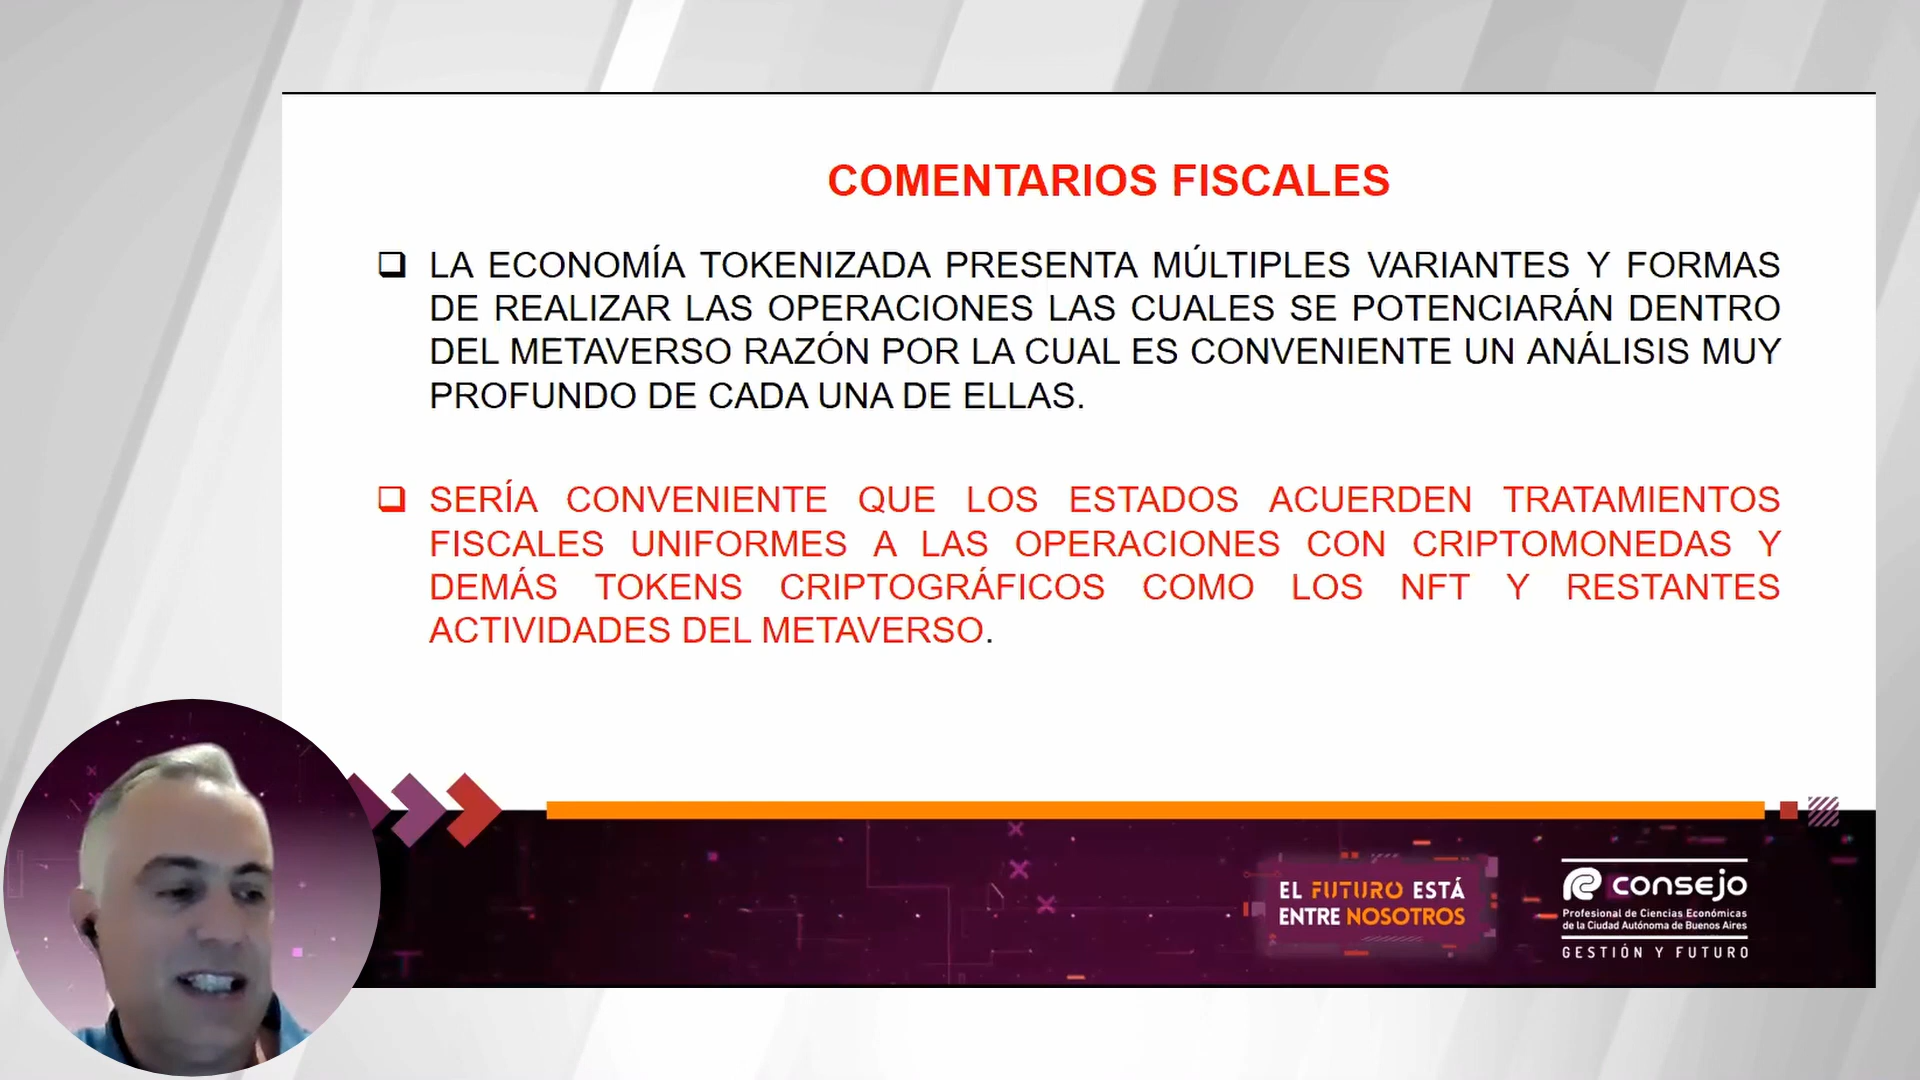 COMENTARIOS FISCALES
LA ECONOMÍA TOKENIZADA PRESENTA MÚLTIPLES VARIANTES Y FORMAS
DE REALIZAR LAS OPERACIONES LAS CUALES SE POTENCIARÁN DENTRO
DEL METAVERSO RAZÓN POR LA CUAL ES CONVENIENTE UN ANÁLISIS MUY
PROFUNDO DE CADA UNA DE ELLAS.
SERÍA CONVENIENTE QUE LOS ESTADOS ACUERDEN TRATAMIENTOS
FISCALES UNIFORMES A LAS OPERACIONES CON CRIPTOMONEDAS Y
DEMÁS TOKENS CRIPTOGRÁFICOS COMO LOS NFT Y RESTANTES
ACTIVIDADES DEL METAVERSO.
EL FUTURO ESTÁ
ENTRE NOSOTROS
consejo
Profesional de Ciencias Económicas
de la Ciudad Autónoma de Buenos Aires
GESTIÓN Y FUTURO